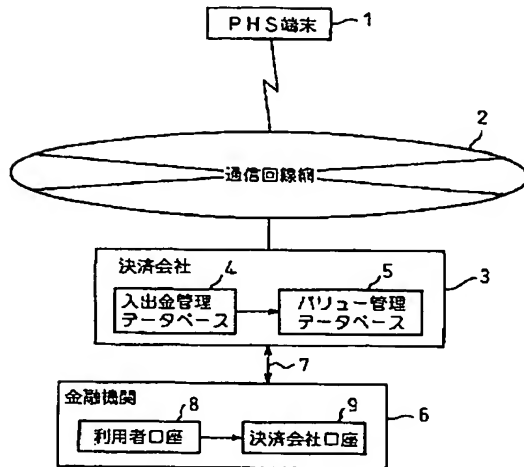 PHS端末
1
2
通信回線網
決済会社
4
5
3
入出金管理
データベース
バリュー管理
データベース
7
金融機関
8
9
6
利用者口座
決済会社口座